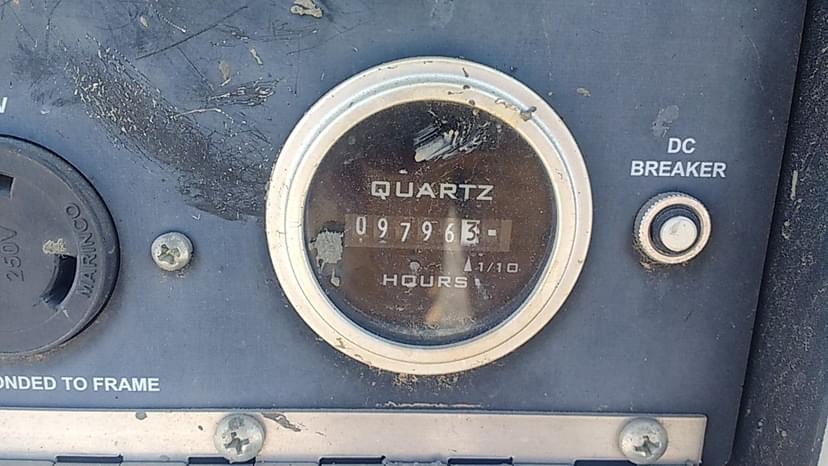 QUARTZ
097963
1/10
HOURS
DC
BREAKER
250V
MARINCO
ONDED TO FRAME